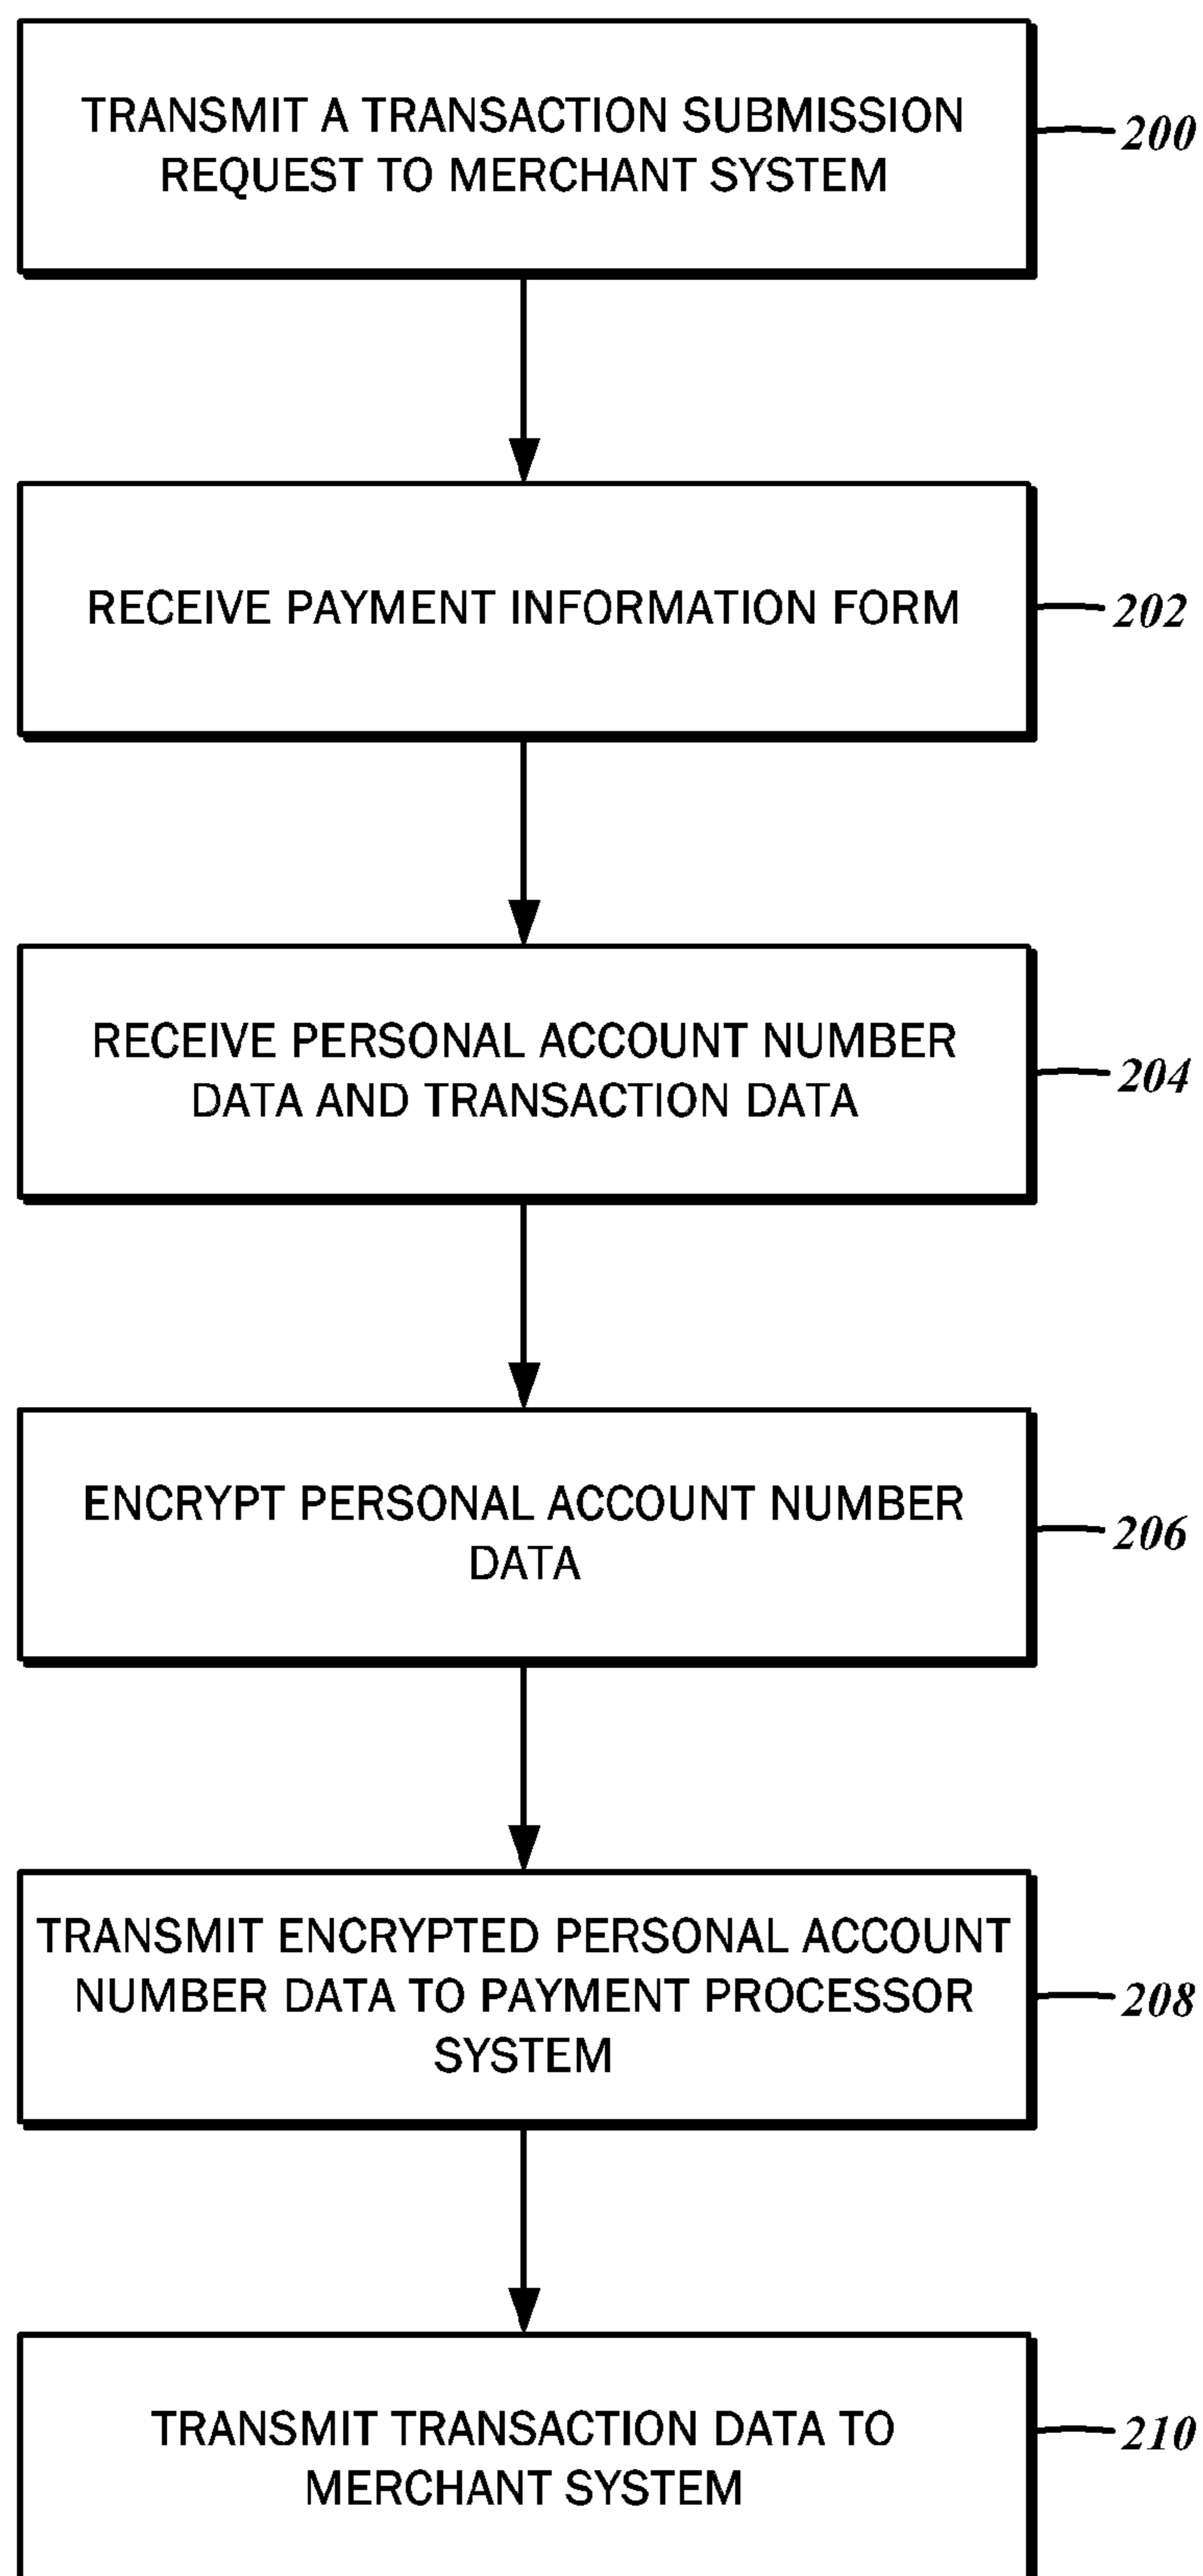 TRANSMIT A TRANSACTION SUBMISSION
REQUEST TO MERCHANT SYSTEM
200
RECEIVE PAYMENT INFORMATION FORM
202
RECEIVE PERSONAL ACCOUNT NUMBER
DATA AND TRANSACTION DATA
204
ENCRYPT PERSONAL ACCOUNT NUMBER
DATA
206
TRANSMIT ENCRYPTED PERSONAL ACCOUNT
NUMBER DATA TO PAYMENT PROCESSOR
SYSTEM
208
TRANSMIT TRANSACTION DATA TO
MERCHANT SYSTEM
210